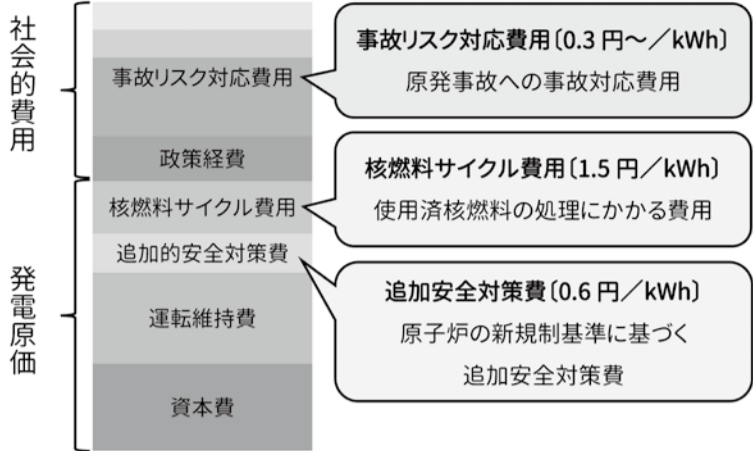 社会的費用
事故リスク対応費用
政策経費
発電原価
核燃料サイクル費用
追加的安全対策費
運転維持費
資本費
事故リスク対応費用〔0.3 円～／kWh〕
原発事故への事故対応費用
核燃料サイクル費用〔1.5 円／kWh〕
使用済核燃料の処理にかかる費用
追加安全対策費〔0.6 円／kWh〕
原子炉の新規制基準に基づく
追加安全対策費